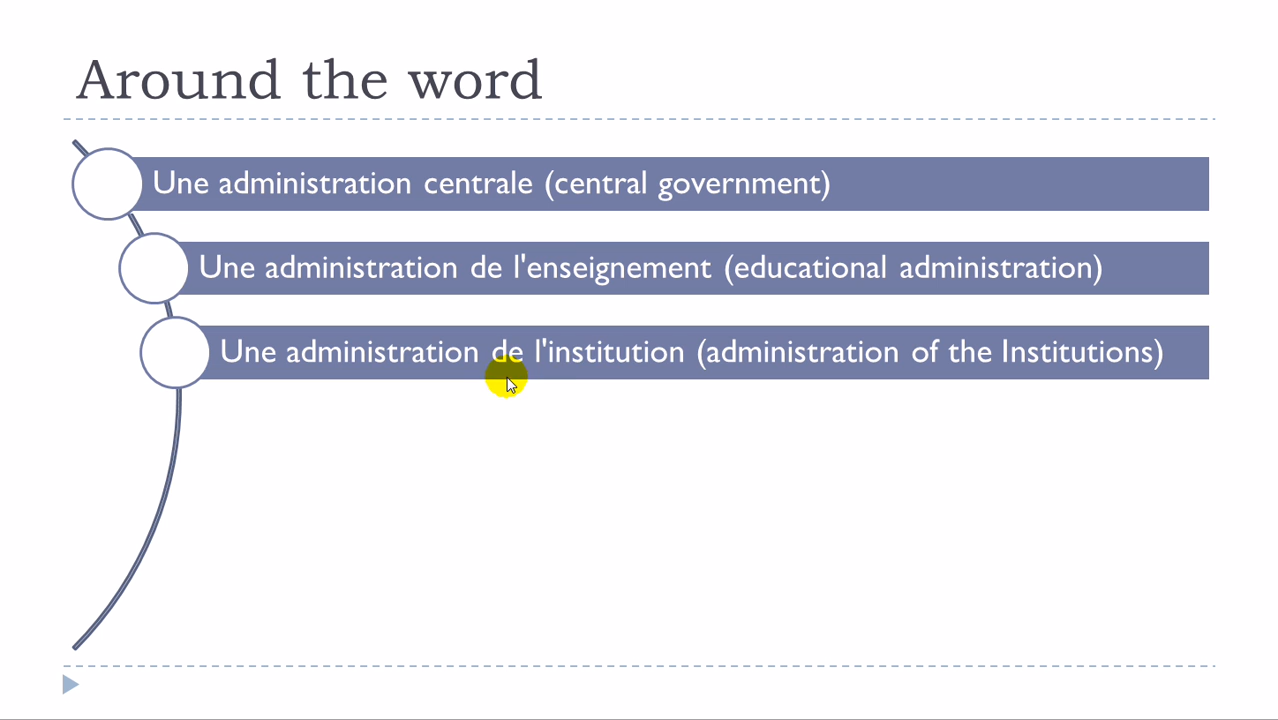 Around the word
Une administration centrale (central government)
Une administration de l'enseignement (educational administration)
Une administration de l'institution (administration of the Institutions)